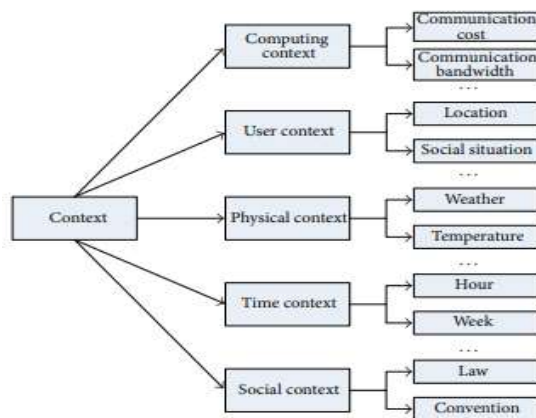 Context
Computing
context
Communication
cost
Communication
bandwidth
...
User context
Location
Social situation
...
Physical context
Weather
Temperature
...
Time context
Hour
Week
...
Social context
Law
Convention